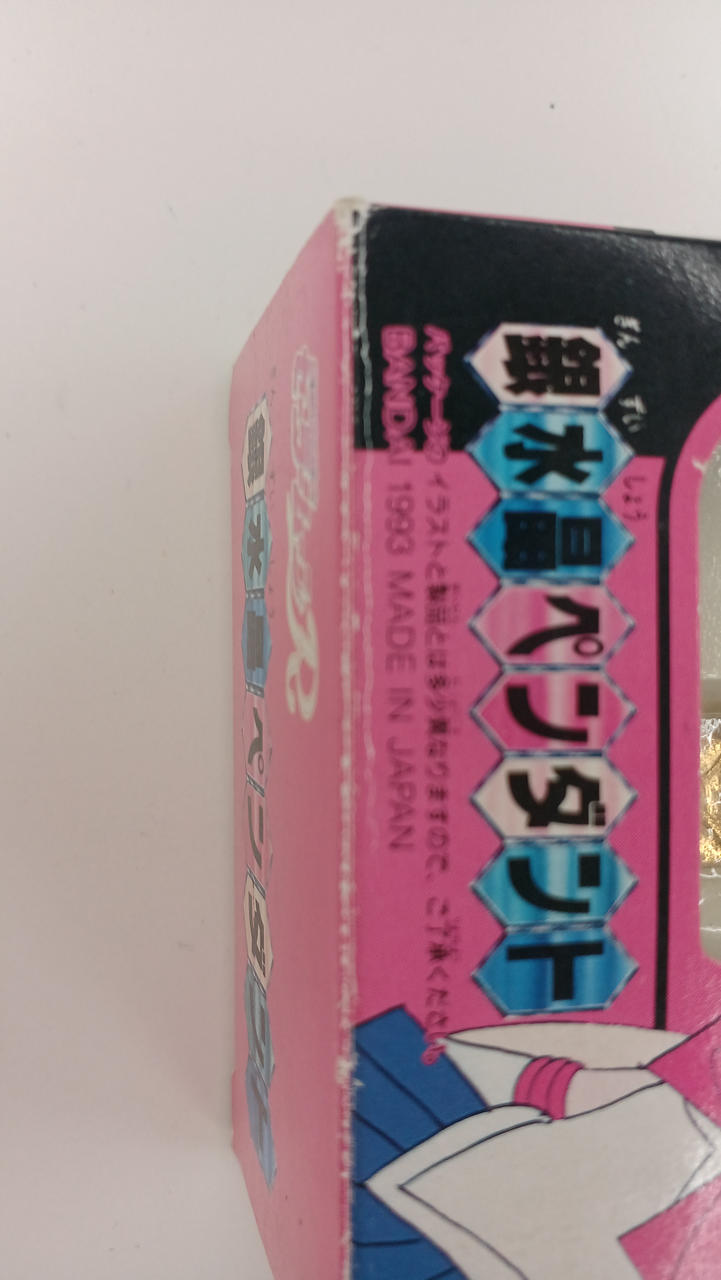 ぎん ずい しょう
銀水晶ペンダント
パッケージのイラストと製品とは多少異なりますので、ご了承ください。
BANDAI 1993 MADE IN JAPAN
銀水晶ペンダント